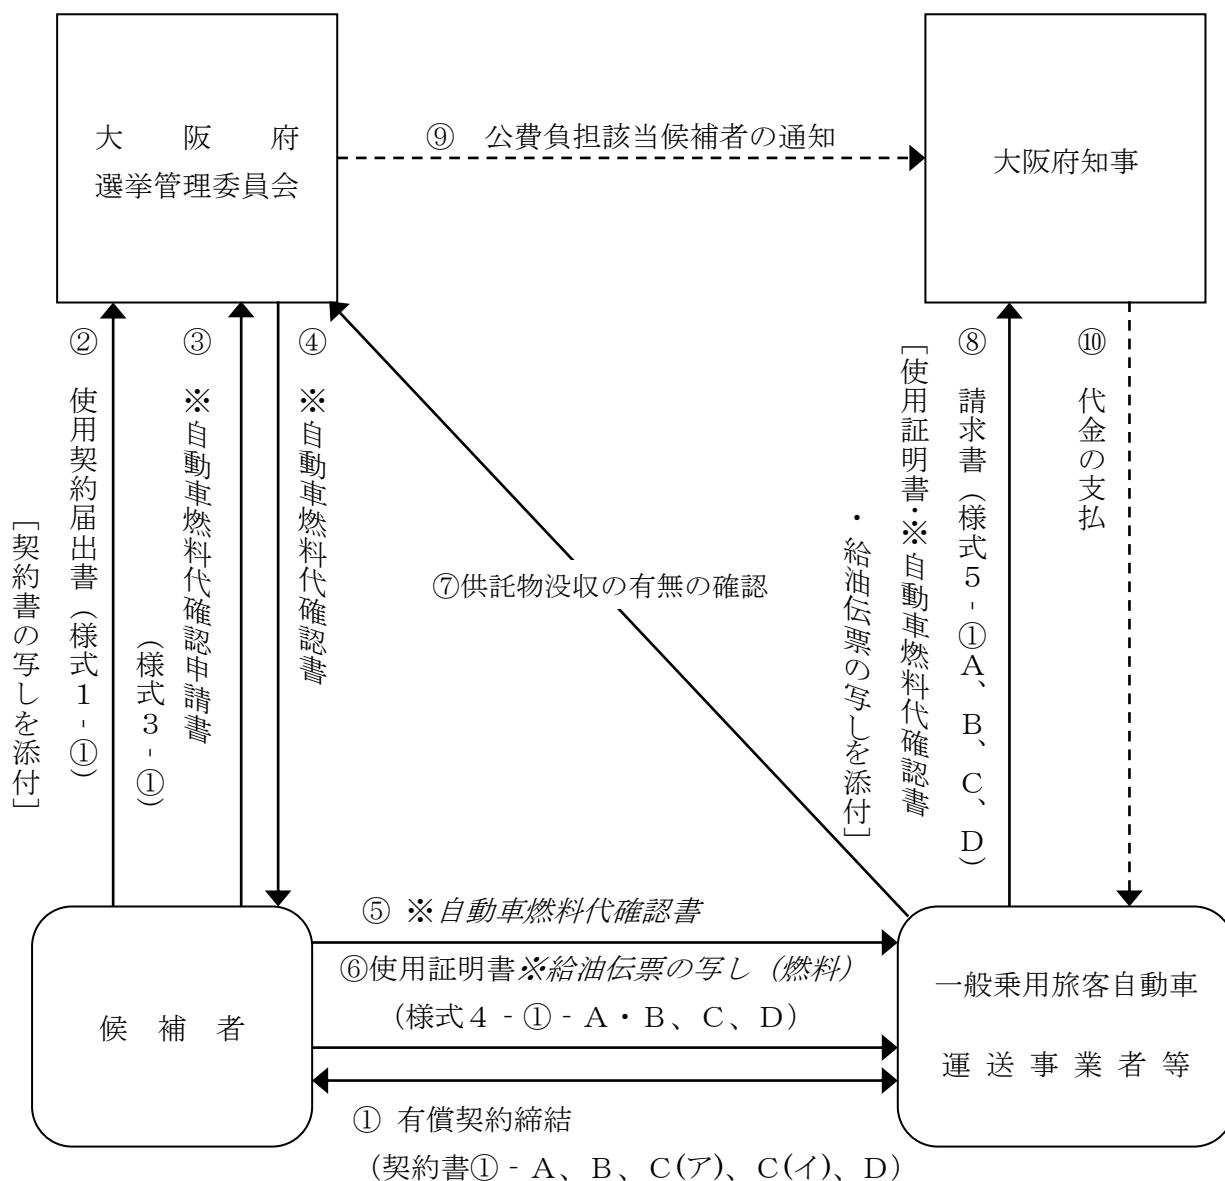 大阪府
選挙管理委員会
⑨ 公費負担該当候補者の通知
大阪府知事
② 使用契約届出書（様式１‐①）
［契約書の写しを添付］
③ ※自動車燃料代確認申請書
（様式３‐①）
④ ※自動車燃料代確認書
⑦供託物没収の有無の確認
⑧ 請求書（様式５‐①Ａ、Ｂ、Ｃ、Ｄ）
［使用証明書・※自動車燃料代確認書
・給油伝票の写しを添付］
⑩ 代金の支払
⑤ ※自動車燃料代確認書
⑥使用証明書※給油伝票の写し（燃料）
（様式４‐①‐Ａ・Ｂ、Ｃ、Ｄ）
候補者
一般乗用旅客自動車
運送事業者等
① 有償契約締結
（契約書①‐Ａ、Ｂ、Ｃ(ア)、Ｃ(イ)、Ｄ）